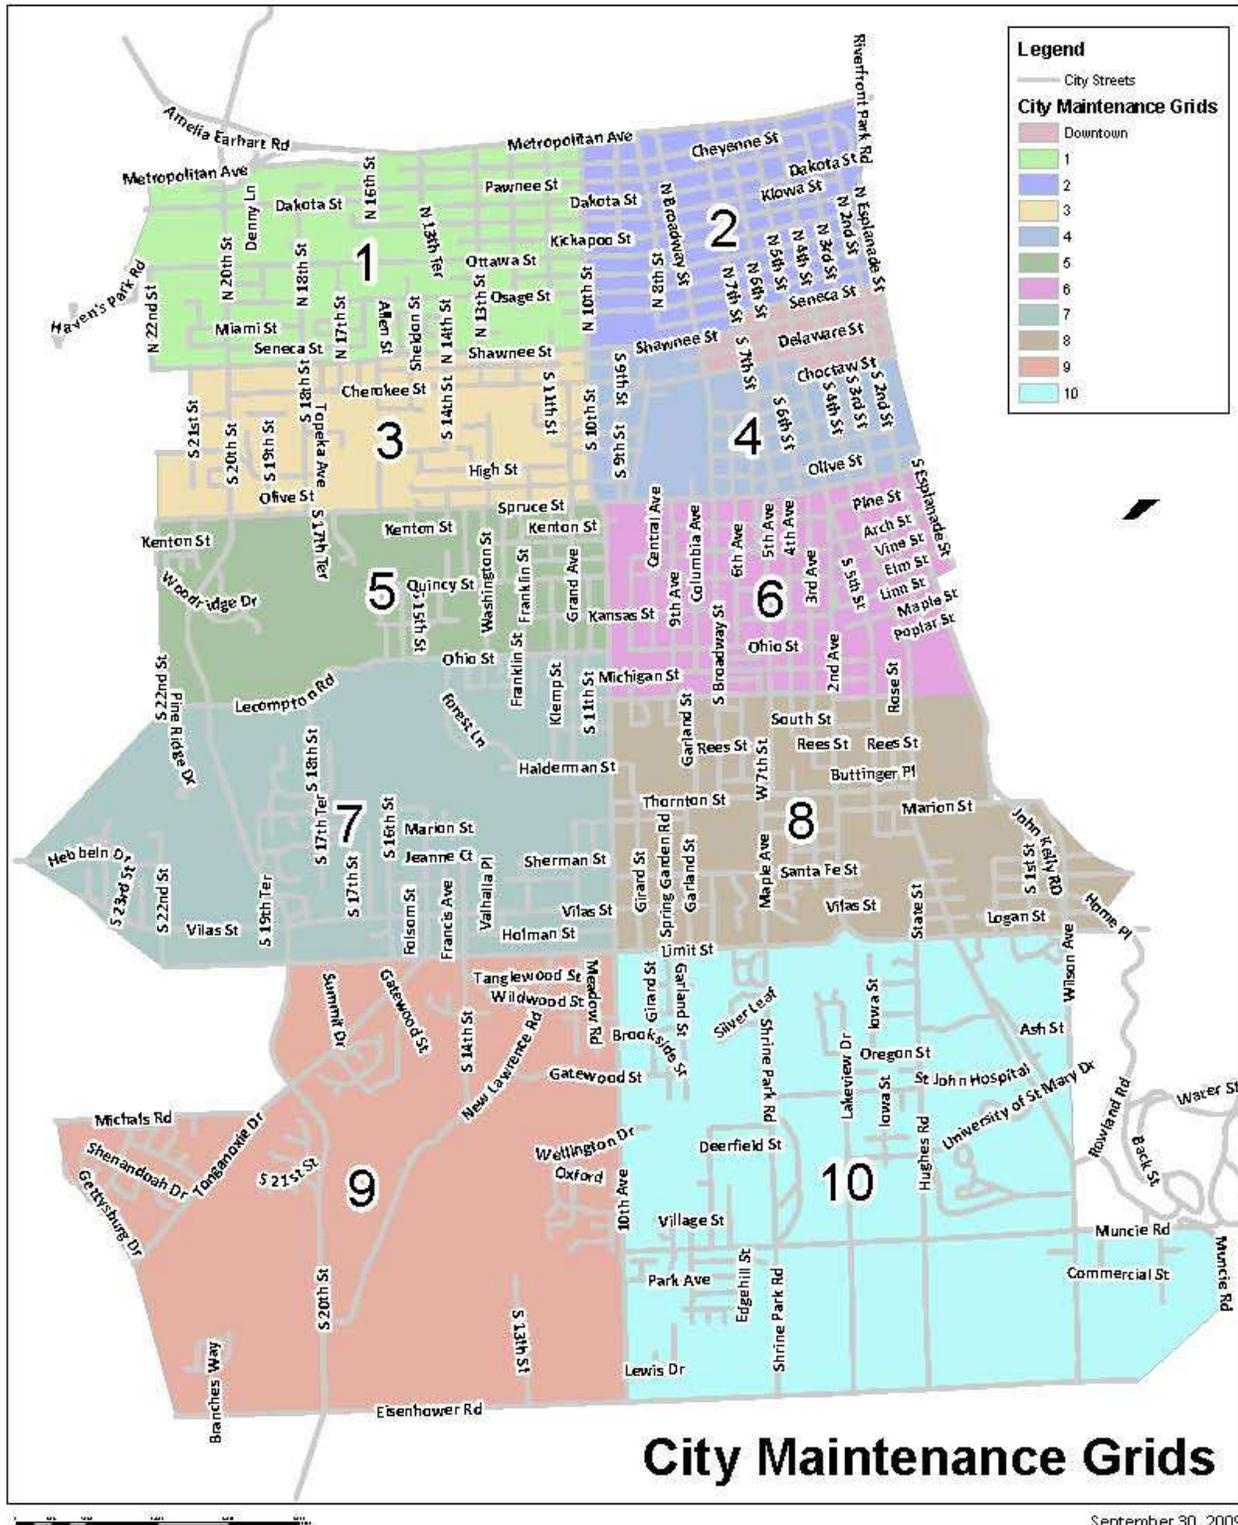 Legend
City Streets
City Maintenance Grids
Downtown
1
2
3
4
5
6
7
8
9
10
Riverfront Park Rd
Amelia Earhart Rd
Metropolitan Ave
Cheyenne St
Metropolitan Ave
Dakota St
N 16th St
Pawnee St
Kiowa St
Denny Ln
Dakota St
Dakota St
N Broadway St
N 2nd St
N Esplanade St
N 13th Ter
2
Kickapoo St
N 3rd St
N 4th St
N 5th St
1
Ottawa St
N 20th St
N 18th St
N 8th St
N 7th St
N 6th St
Haven's Park Rd
N 22nd St
N 10th St
N 13th St
Osage St
Seneca St
Miami St
N 17th St
Allen St
Sheldon St
N 14th St
Delaware St
Seneca St
Shawnee St
Shawnee St
S 7th St
S 18th St
Cherokee St
S 9th St
Choctaw St
S 11th St
S 4th St
S 3rd St
S 2nd St
S 21st St
S 14th St
S 10th St
S 6th St
Topeka Ave
3
4
S 20th St
S 19th St
S 9th St
High St
Olive St
Olive St
S Esplanade St
Spruce St
Pine St
S 17th Ter
Kenton St
Kenton St
Kenton St
Central Ave
Columbia Ave
6th Ave
5th Ave
4th Ave
Arch St
Vine St
Elm St
Linn St
Maple St
Poplar St
Woodridge Dr
Quincy St
Washington St
Franklin St
Grand Ave
9th Ave
3rd Ave
S 5th St
5
6
S 15th St
Kansas St
S Broadway St
Ohio St
Ohio St
Franklin St
Michigan St
2nd Ave
Rose St
S 22nd St
Pine Ridge Dr
Lecompton Rd
Klemp St
S 11th St
Forest Ln
Garland St
South St
S 18th St
Rees St
Rees St
Rees St
W 7th St
Halderman St
Buttinger Pl
S 17th Ter
7
S 16th St
Marion St
Thornton St
8
Marion St
John Kelly RD
Hebbeln Dr
Jeanne Ct
Sherman St
Spring Garden Rd
Garland St
Girard St
Maple Ave
Santa Fe St
S 1st St
S 23rd St
S 22nd St
S 19th Ter
S 17th St
Folsom St
Francis Ave
Valhalla Pl
Vilas St
Vilas St
State St
Logan St
Home Pl
Vilas St
Holman St
Limit St
Wilson Ave
Summit Dr
Gatewood St
Tanglewood St
Wildwood St
Meadow Rd
Girard St
Garland St
Silver Leaf
Iowa St
S 14th St
New Lawrence Rd
Brookside St
Shrine Park Rd
Lakeview Dr
Oregon St
Ash St
Gatewood St
Iowa St
St John Hospital
University of St Mary Dr
Rowland Rd
Water St
Michals Rd
Tonganoxie Dr
Shenandoah Dr
Gettysburg Dr
S 21st St
Wellington Dr
Oxford
Deerfield St
Hughes Rd
Back St
9
10
10th Ave
Village St
Muncie Rd
Muncie Rd
S 20th St
Park Ave
Edgehill St
Commercial St
Shrine Park Rd
S 13th St
Branches Way
Lewis Dr
Eisenhower Rd
City Maintenance Grids
September 30, 2009